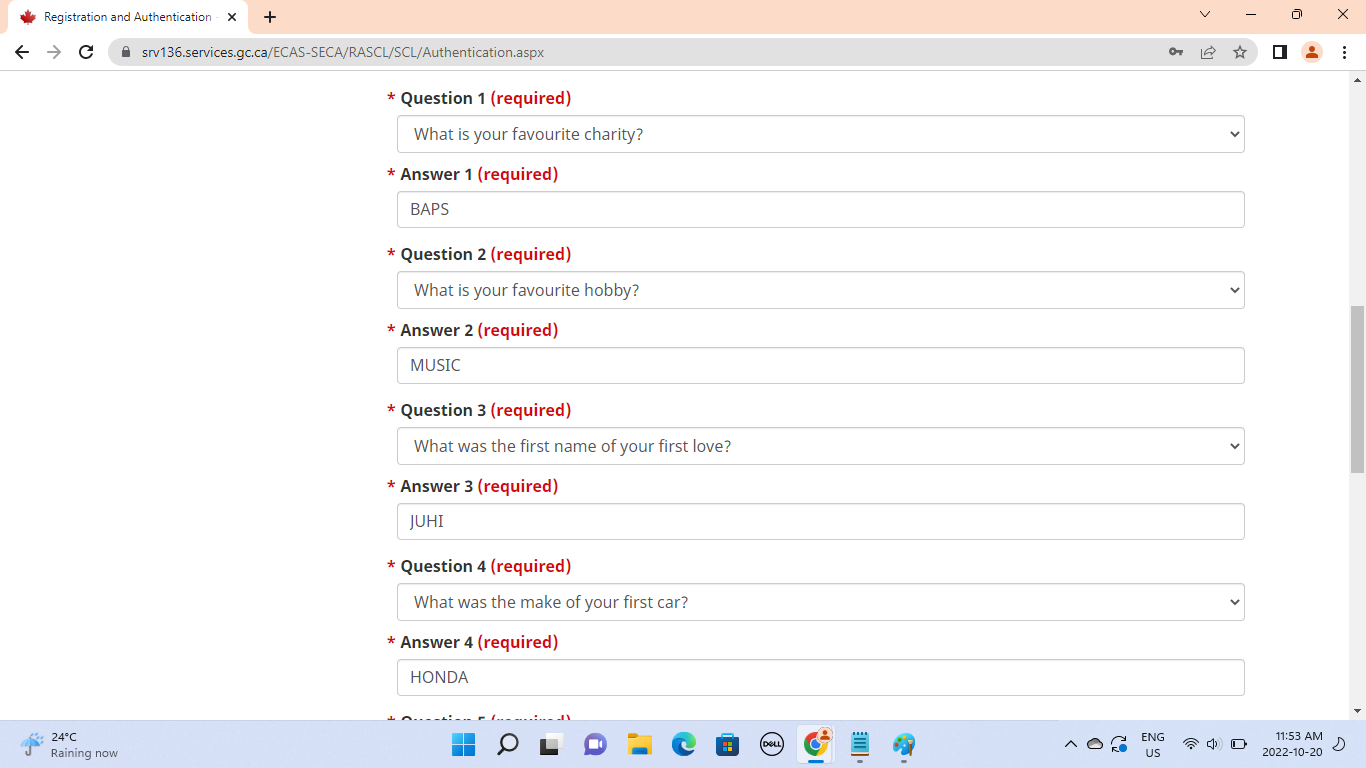 Registration and Authentication
srv136.services.gc.ca/ECAS-SECA/RASCL/SCL/Authentication.aspx
* Question 1 (required)
What is your favourite charity?
* Answer 1 (required)
BAPS
* Question 2 (required)
What is your favourite hobby?
* Answer 2 (required)
MUSIC
* Question 3 (required)
What was the first name of your first love?
* Answer 3 (required)
JUHI
* Question 4 (required)
What was the make of your first car?
* Answer 4 (required)
HONDA
* Question 5 (required)
24°C
Raining now
DELL
ENG
US
11:53 AM
2022-10-20